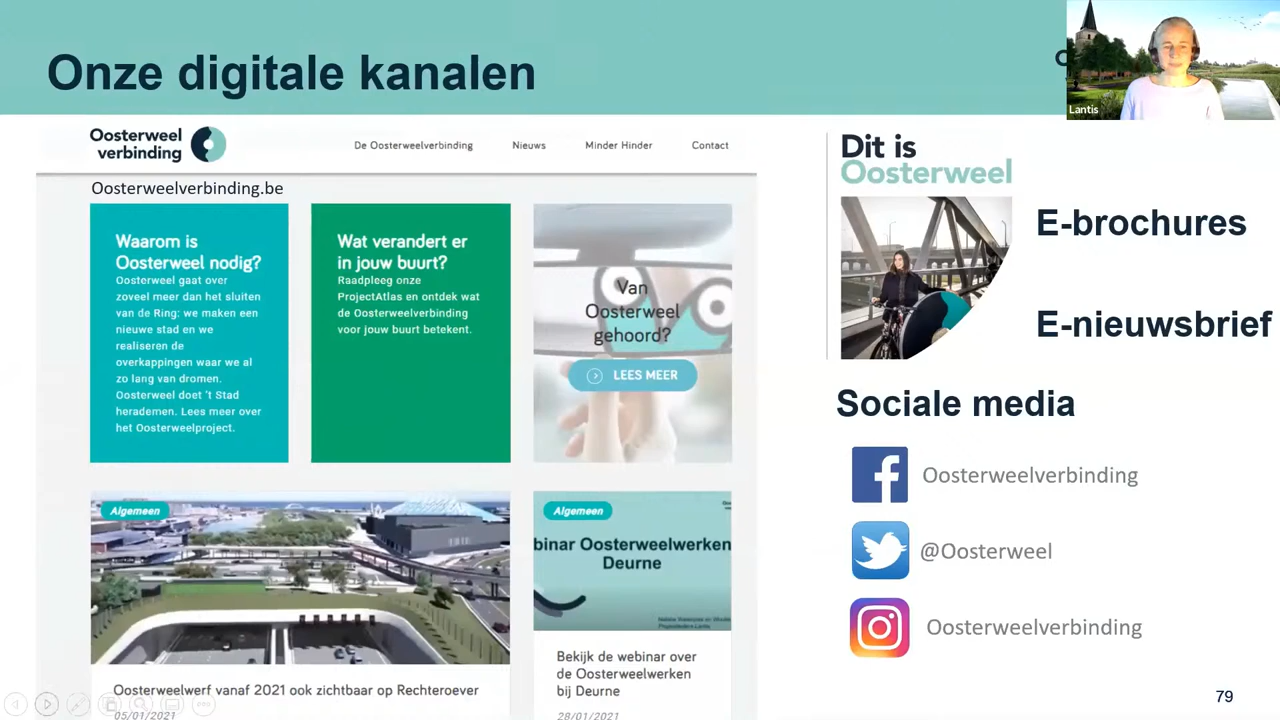 Onze digitale kanalen
Lantis
Oosterweel
verbinding
De Oosterweelverbinding
Nieuws
Minder Hinder
Contact
Oosterweelverbinding.be
Waarom is
Oosterweel nodig?
Oosterweel gaat over
zoveel meer dan het sluiten
van de Ring: we maken een
nieuwe stad en we
realiseren de
overkappingen waar we al
zo lang van dromen.
Oosterweel doet 't Stad
herademen. Lees meer over
het Oosterweelproject.
Wat verandert er
in jouw buurt?
Raadpleeg onze
ProjectAtlas en ontdek wat
de Oosterweelverbinding
voor jouw buurt betekent.
Van
Oosterweel
gehoord?
LEES MEER
Algemeen
Oosterweelwerf vanaf 2021 ook zichtbaar op Rechteroever
05/01/2021
Algemeen
binar Oosterweelwerken
Deurne
Bekijk de webinar over
de Oosterweelwerken
bij Deurne
28/01/2021
Dit is
Oosterweel
E-brochures
E-nieuwsbrief
Sociale media
Oosterweelverbinding
@Oosterweel
Oosterweelverbinding
79